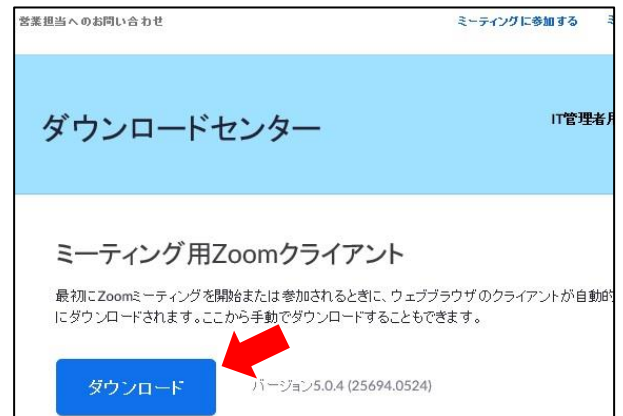 営業担当へのお問い合わせ ミーティングに参加する
ダウンロードセンター
IT管理者
ミーティング用Zoomクライアント
最初にZoomミーティングを開始または参加されるときに、ウェブブラウザのクライアントが自動的
にダウンロードされます。ここから手動でダウンロードすることもできます。
ダウンロード バージョン5.0.4 (25694.0524)